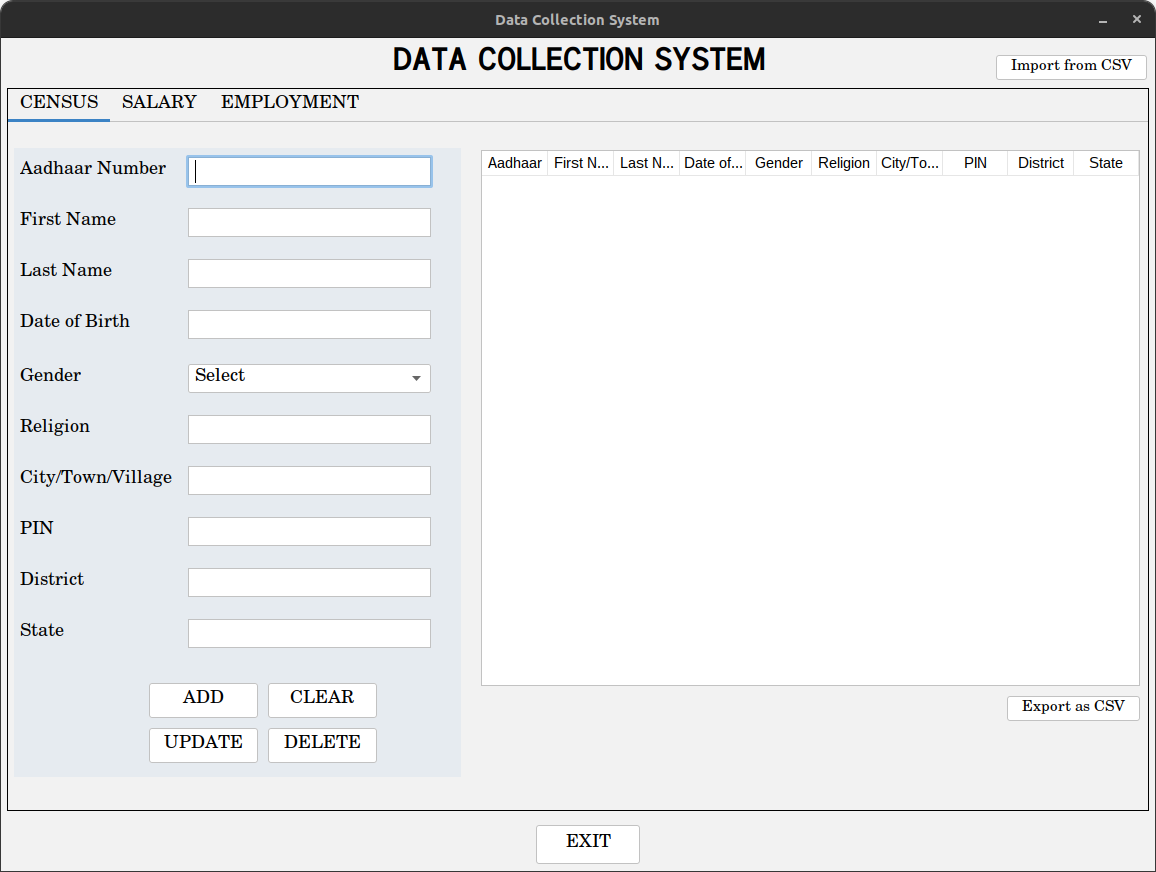 Data Collection System
DATA COLLECTION SYSTEM
Import from CSV
CENSUS SALARY EMPLOYMENT
Aadhaar Number
First Name
Last Name
Date of Birth
Gender Select
Religion
City/Town/Village
PIN
District
State
ADD CLEAR
UPDATE DELETE
Aadhaar First N... Last N... Date of... Gender Religion City/To... PIN District State
Export as CSV
EXIT